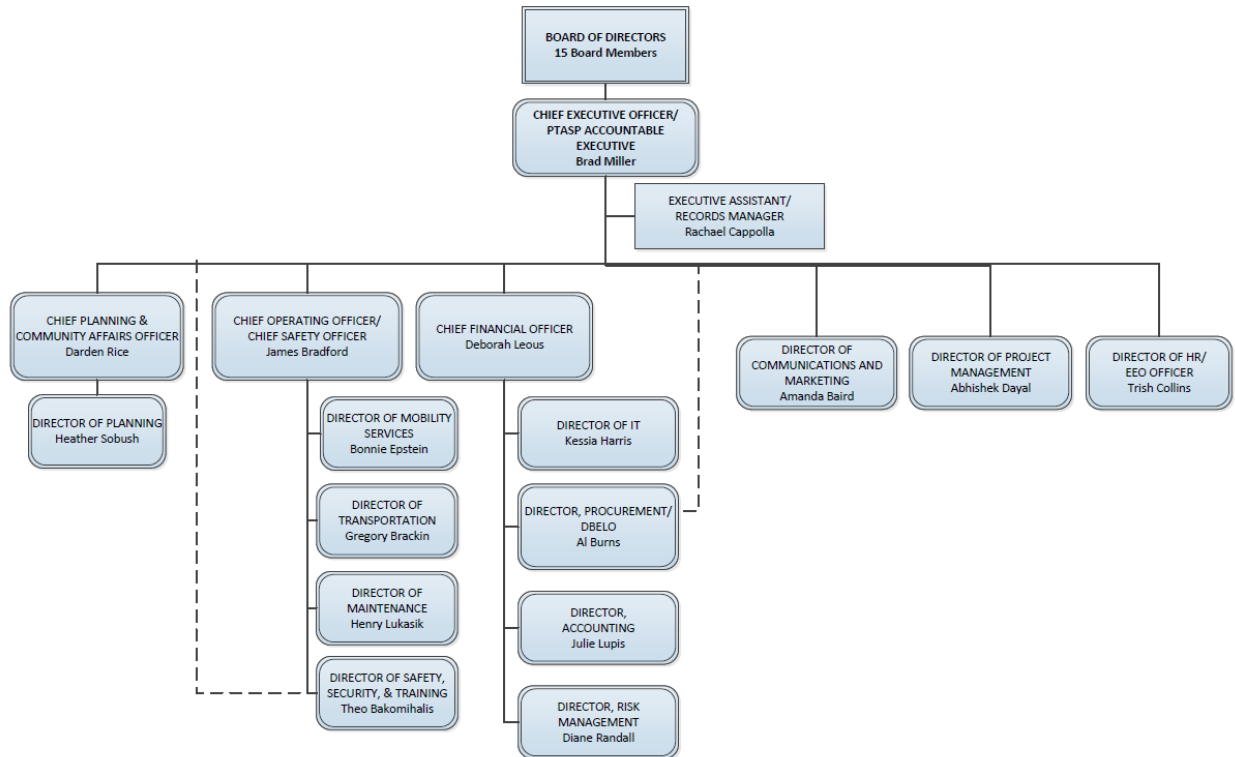 BOARD OF DIRECTORS
15 Board Members
CHIEF EXECUTIVE OFFICER/
PTASP ACCOUNTABLE
EXECUTIVE
Brad Miller
EXECUTIVE ASSISTANT/
RECORDS MANAGER
Rachael Cappolla
CHIEF PLANNING &
COMMUNITY AFFAIRS OFFICER
Darden Rice
CHIEF OPERATING OFFICER/
CHIEF SAFETY OFFICER
James Bradford
CHIEF FINANCIAL OFFICER
Deborah Leous
DIRECTOR OF
COMMUNICATIONS AND
MARKETING
Amanda Baird
DIRECTOR OF PROJECT
MANAGEMENT
Abhishek Dayal
DIRECTOR OF HR/
EEO OFFICER
Trish Collins
DIRECTOR OF PLANNING
Heather Sobush
DIRECTOR OF MOBILITY
SERVICES
Bonnie Epstein
DIRECTOR OF
TRANSPORTATION
Gregory Brackin
DIRECTOR OF
MAINTENANCE
Henry Lukasik
DIRECTOR OF SAFETY,
SECURITY, & TRAINING
Theo Bakomihalis
DIRECTOR OF IT
Kessia Harris
DIRECTOR, PROCUREMENT/
DBELO
Al Burns
DIRECTOR,
ACCOUNTING
Julie Lupis
DIRECTOR, RISK
MANAGEMENT
Diane Randall